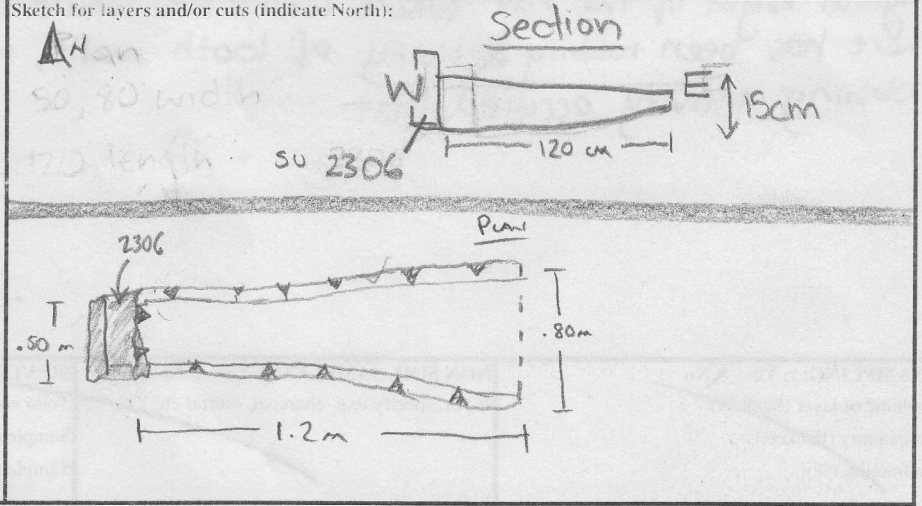 Sketch for layers and/or cuts (indicate North):
N
Section
W
E
15cm
120 cm
SU 2306
PLAN
2306
.50 m
.80m
1.2m